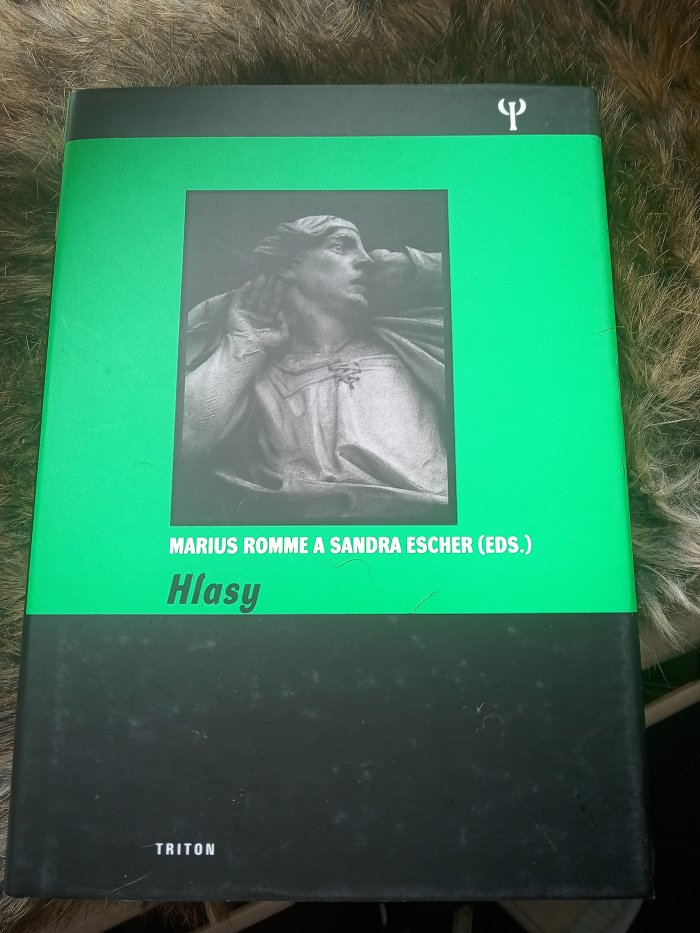 MARIUS ROMME A SANDRA ESCHER (EDS.)
Hlasy
TRITON